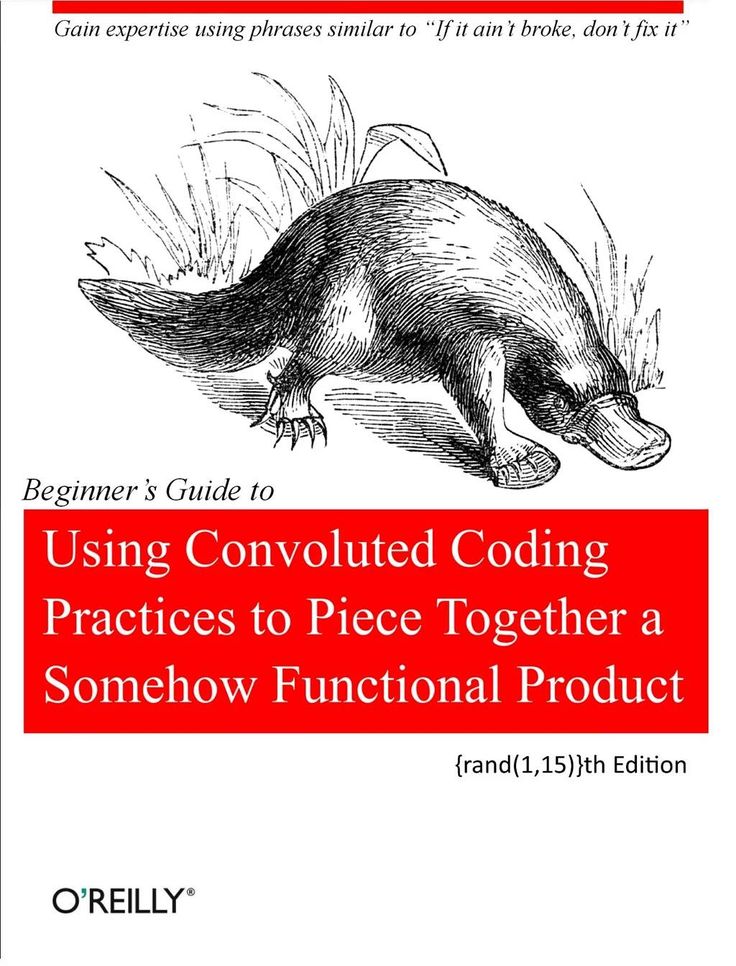 Gain expertise using phrases similar to “If it ain’t broke, don’t fix it”
Beginner’s Guide to
Using Convoluted Coding
Practices to Piece Together a
Somehow Functional Product
{rand(1,15)}th Edition
O’REILLY®